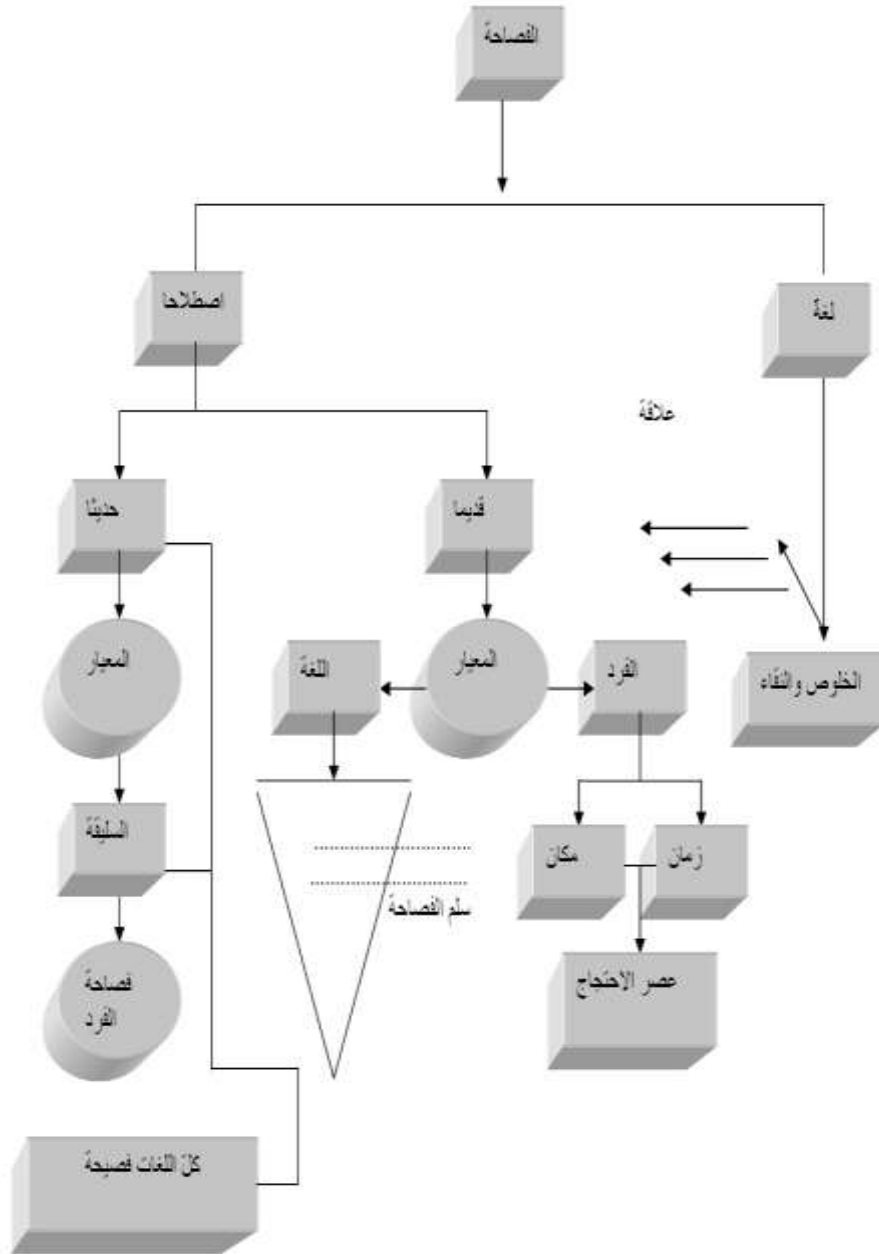 الفصاحة
لغة
اصطلاحا
علاقة
قديما
حديثا
الخلوص والنقاء
الفرد
المعيار
اللغة
المعيار
زمان
مكان
السليقة
سلم الفصاحة
عصر الاحتجاج
فصاحة
الفرد
كلّ اللغات فصيحة